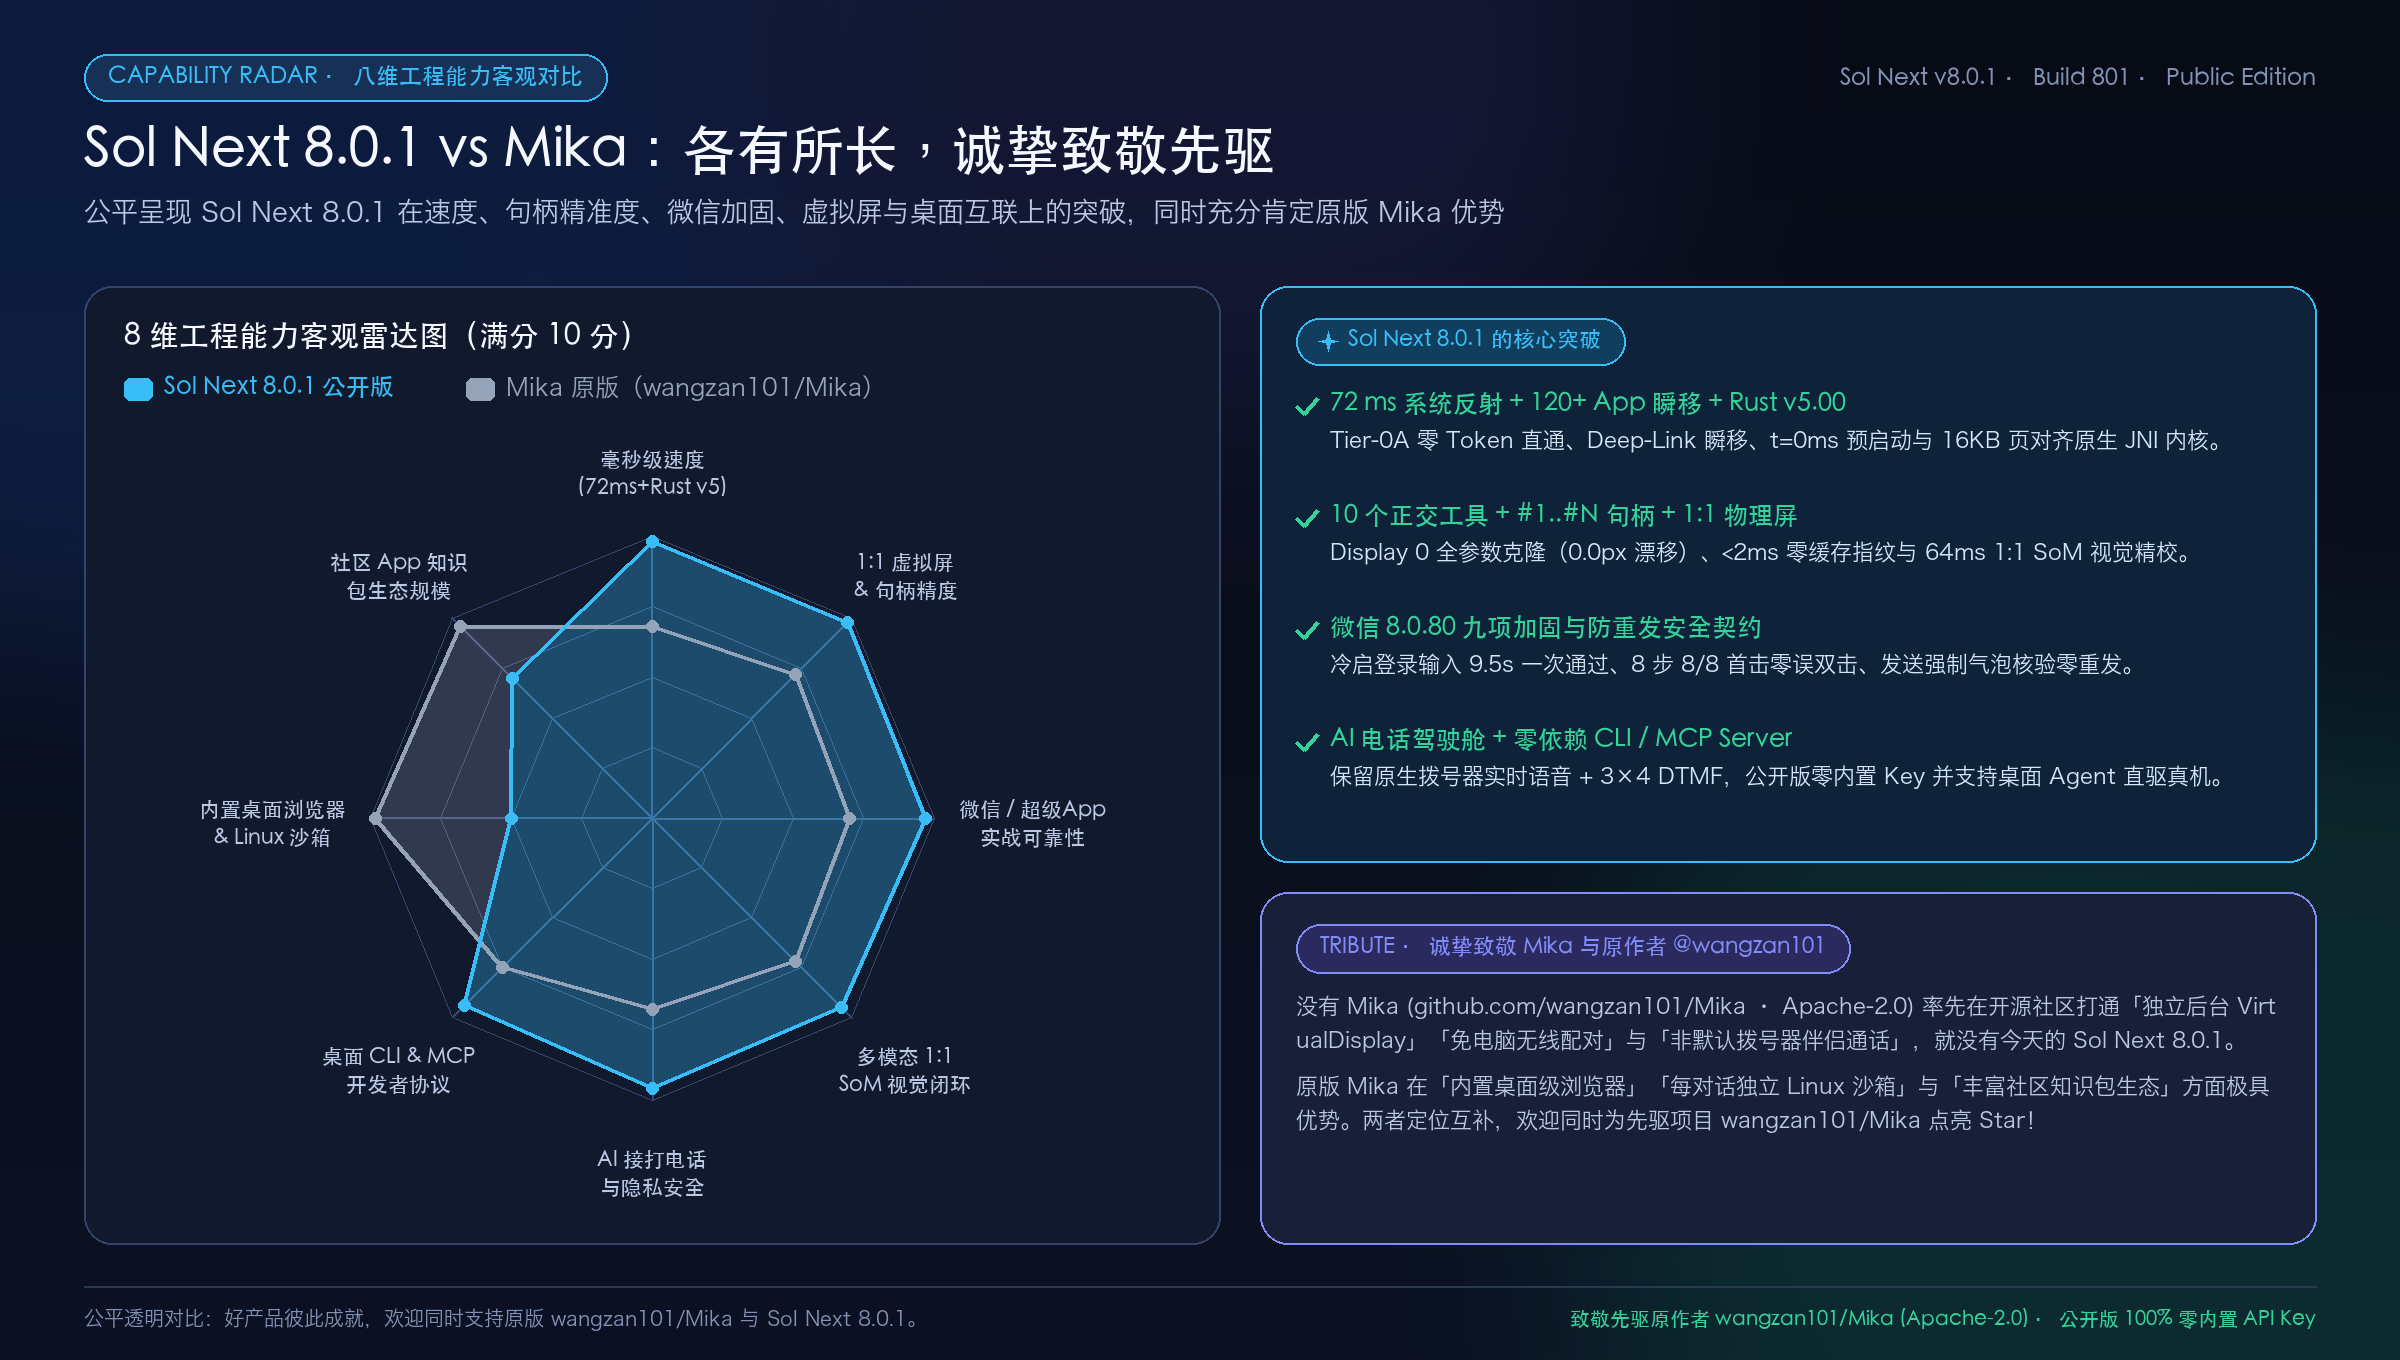 CAPABILITY RADAR · 八维工程能力客观对比
Sol Next v8.0.1 · Build 801 · Public Edition
Sol Next 8.0.1 vs Mika：各有所长，诚挚致敬先驱
公平呈现 Sol Next 8.0.1 在速度、句柄精准度、微信加固、虚拟屏与桌面互联上的突破，同时充分肯定原版 Mika 优势
8 维工程能力客观雷达图（满分 10 分）
Sol Next 8.0.1 公开版
Mika 原版（wangzan101/Mika）
毫秒级速度
(72ms+Rust v5)
社区 App 知识
包生态规模
1:1 虚拟屏
& 句柄精度
内置桌面浏览器
& Linux 沙箱
微信 / 超级App
实战可靠性
桌面 CLI & MCP
开发者协议
多模态 1:1
SoM 视觉闭环
AI 接打电话
与隐私安全
Sol Next 8.0.1 的核心突破
72 ms 系统反射 + 120+ App 瞬移 + Rust v5.00
Tier-0A 零 Token 直通、Deep-Link 瞬移、t=0ms 预启动与 16KB 页对齐原生 JNI 内核。
10 个正交工具 + #1..#N 句柄 + 1:1 物理屏
Display 0 全参数克隆（0.0px 漂移）、<2ms 零缓存指纹与 64ms 1:1 SoM 视觉精校。
微信 8.0.80 九项加固与防重发安全契约
冷启登录输入 9.5s 一次通过、8 步 8/8 首击零误双击、发送强制气泡核验零重发。
AI 电话驾驶舱 + 零依赖 CLI / MCP Server
保留原生拨号器实时语音 + 3×4 DTMF，公开版零内置 Key 并支持桌面 Agent 直驱真机。
TRIBUTE · 诚挚致敬 Mika 与原作者 @wangzan101
没有 Mika (github.com/wangzan101/Mika · Apache-2.0) 率先在开源社区打通「独立后台 Virt
ualDisplay」「免电脑无线配对」与「非默认拨号器伴侣通话」，就没有今天的 Sol Next 8.0.1。
原版 Mika 在「内置桌面级浏览器」「每对话独立 Linux 沙箱」与「丰富社区知识包生态」方面极具
优势。两者定位互补，欢迎同时为先驱项目 wangzan101/Mika 点亮 Star！
公平透明对比：好产品彼此成就，欢迎同时支持原版 wangzan101/Mika 与 Sol Next 8.0.1。
致敬先驱原作者 wangzan101/Mika (Apache-2.0) · 公开版 100% 零内置 API Key